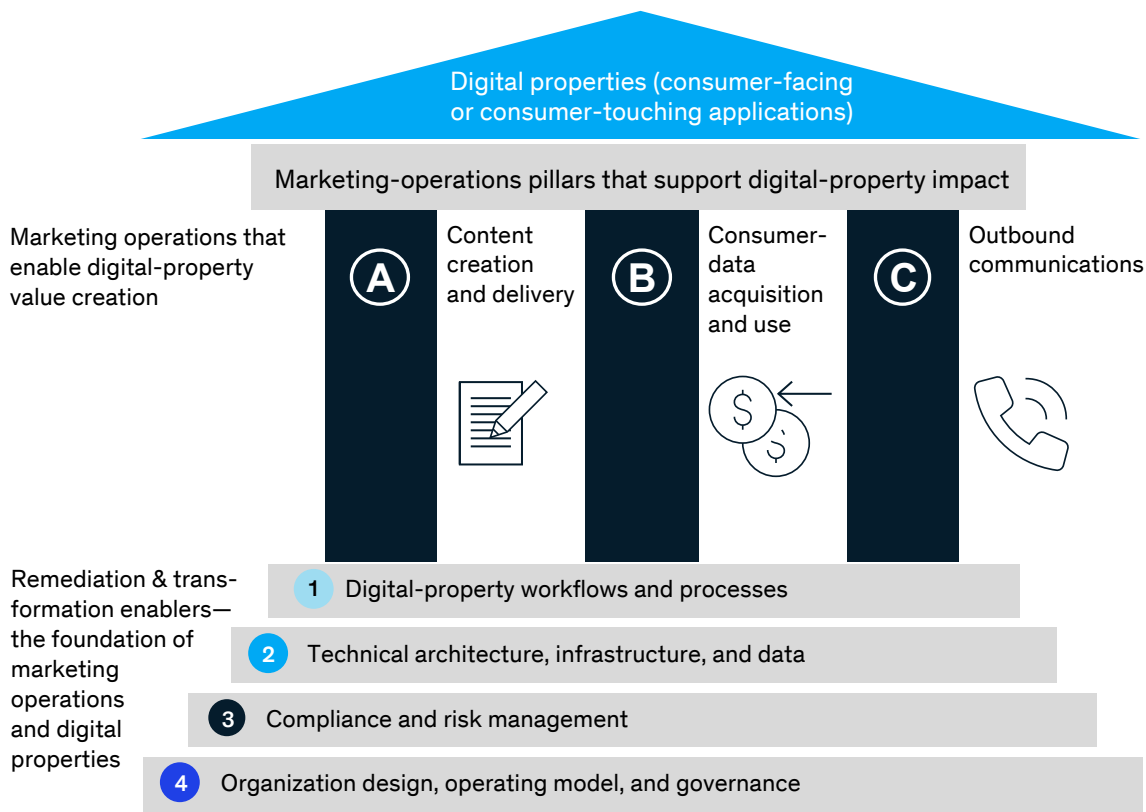 Digital properties (consumer-facing
or consumer-touching applications)
Marketing-operations pillars that support digital-property impact
Marketing operations that
enable digital-property
value creation
A
Content
creation
and delivery
B
Consumer-
data
acquisition
and use
C
Outbound
communications
$
$
Remediation & trans-
formation enablers—
the foundation of
marketing
operations
and digital
properties
1 Digital-property workflows and processes
2 Technical architecture, infrastructure, and data
3 Compliance and risk management
4 Organization design, operating model, and governance